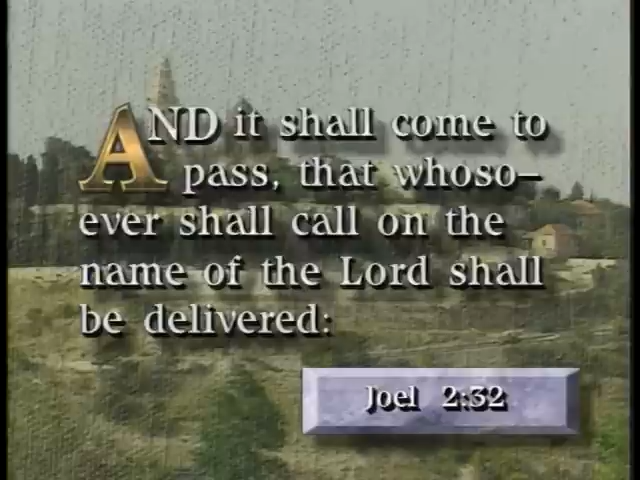 AND it shall come to
pass, that whoso–
ever shall call on the
name of the Lord shall
be delivered:
Joel 2:32